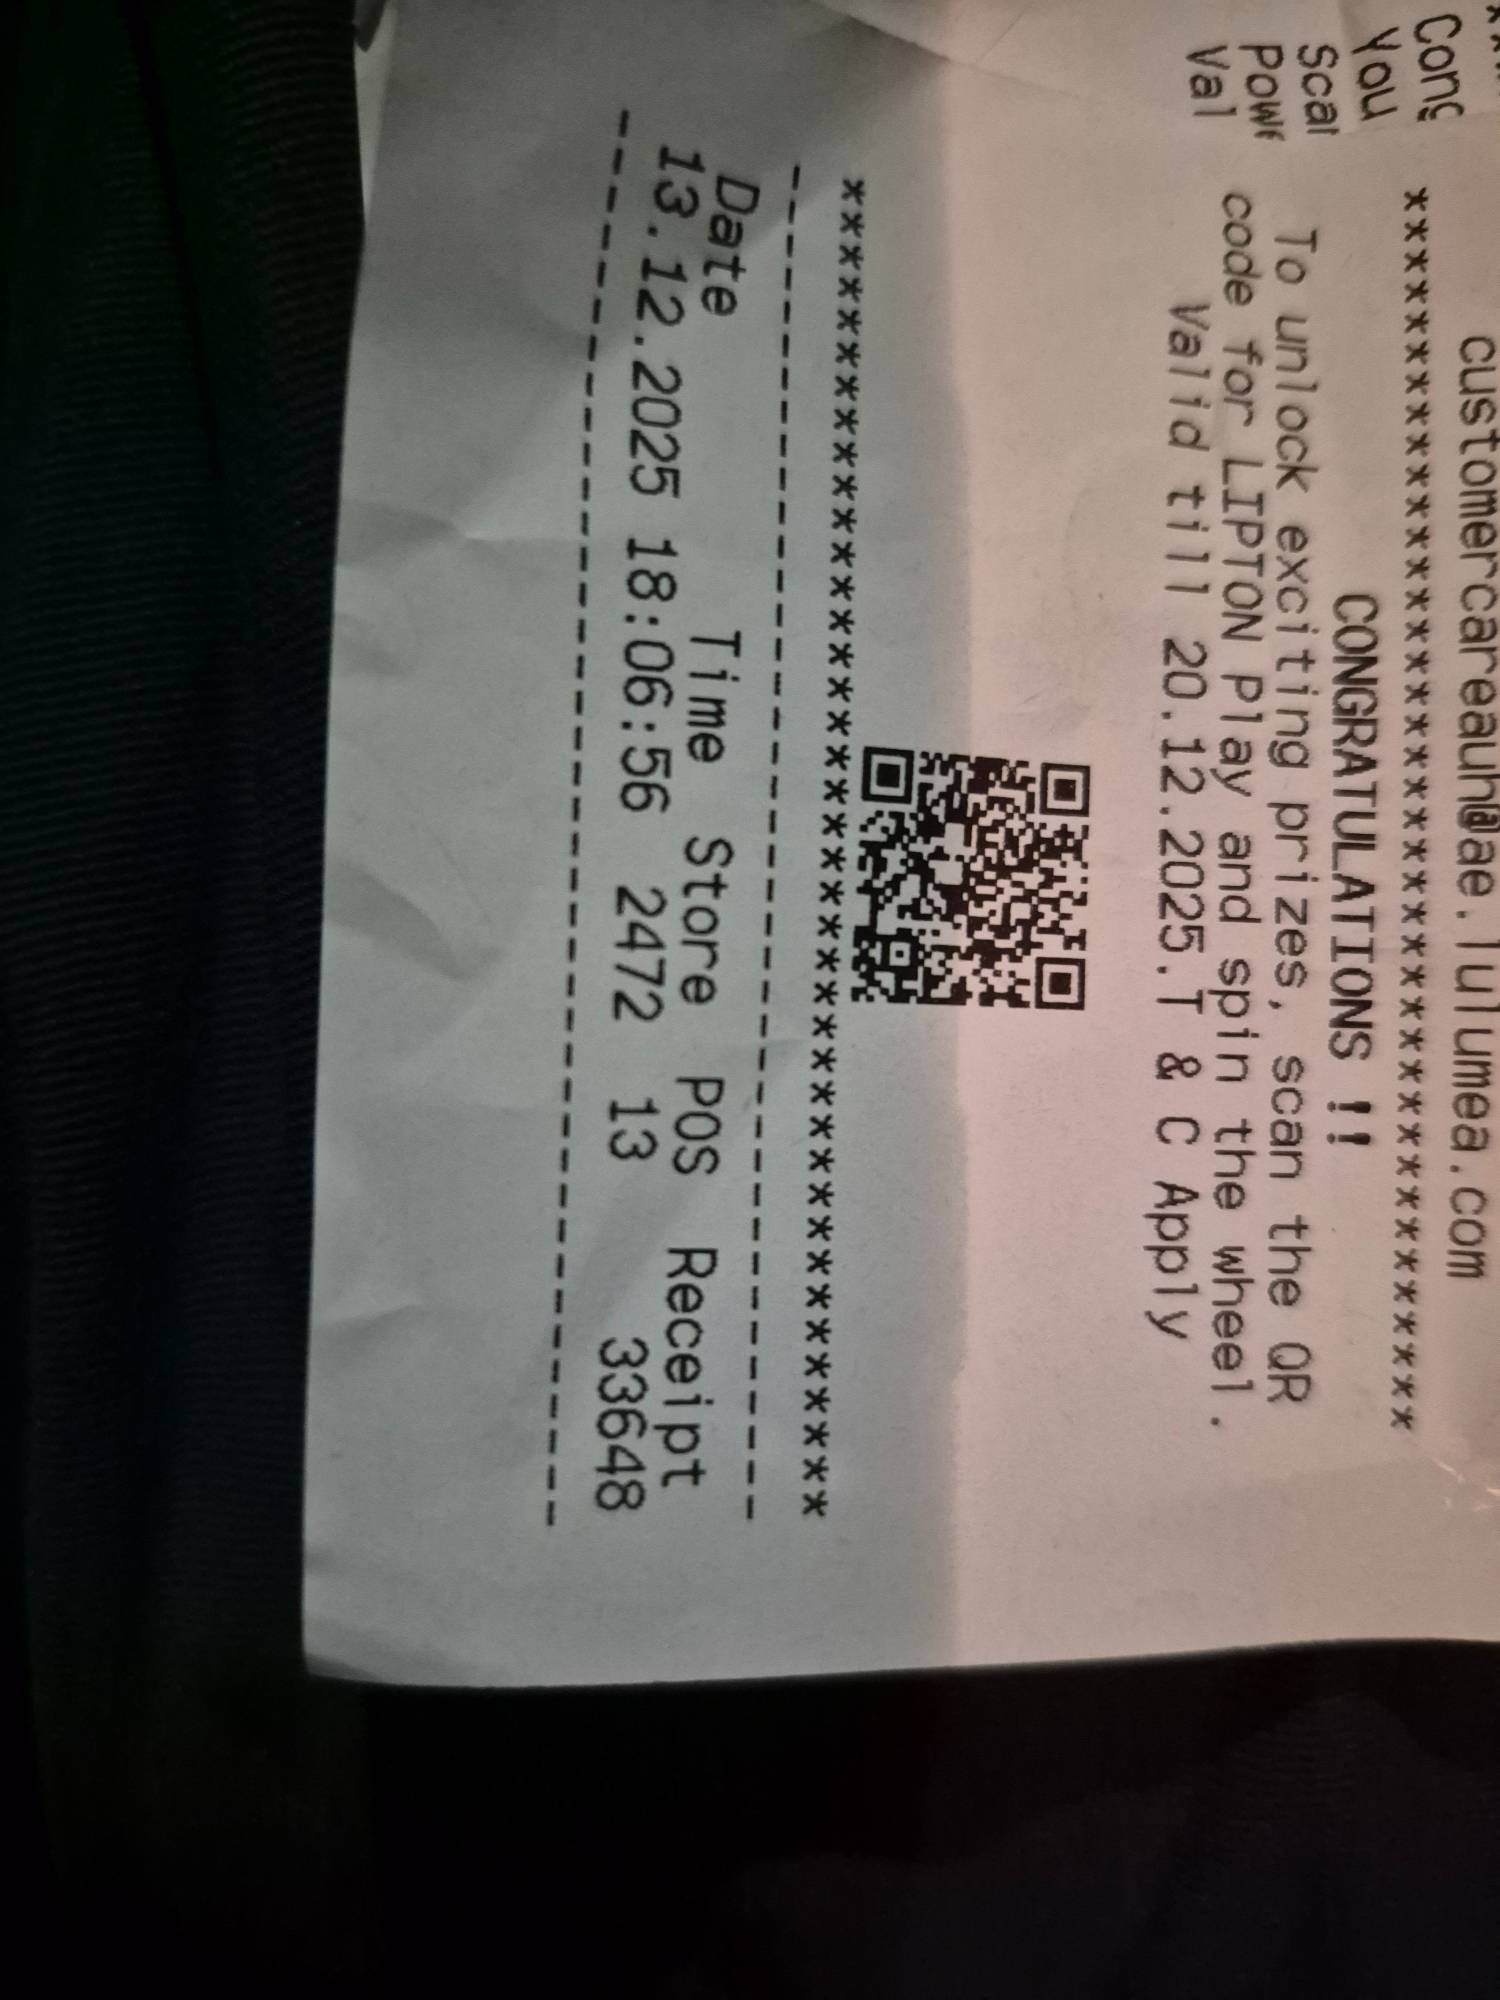 You
customercareauh@ae.lulumea.com
****************************************
CONGRATULATIONS !!
To unlock exciting prizes, scan the QR
code for LIPTON Play and spin the wheel.
Valid till 20.12.2025.T & C Apply
****************************************
----------------------------------------
Date Time Store POS Receipt
13.12.2025 18:06:56 2472 13 33648
----------------------------------------